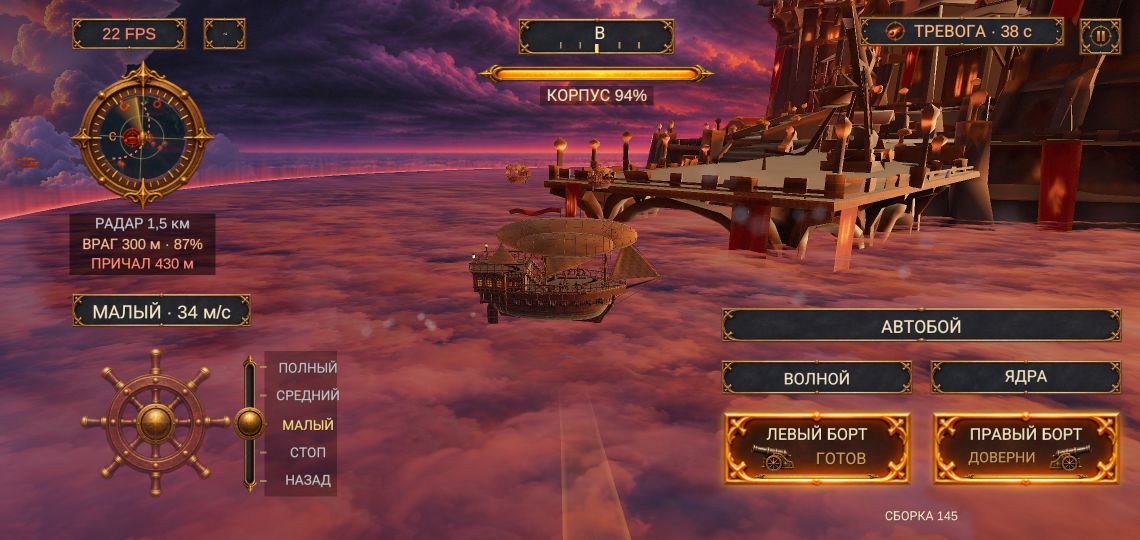 22 FPS
В
ТРЕВОГА · 38 с
КОРПУС 94%
С
РАДАР 1,5 км
ВРАГ 300 м · 87%
ПРИЧАЛ 430 м
МАЛЫЙ · 34 м/с
ПОЛНЫЙ
СРЕДНИЙ
МАЛЫЙ
СТОП
НАЗАД
АВТОБОЙ
ВОЛНОЙ
ЯДРА
ЛЕВЫЙ БОРТ
ГОТОВ
ПРАВЫЙ БОРТ
ДОВЕРНИ
СБОРКА 145